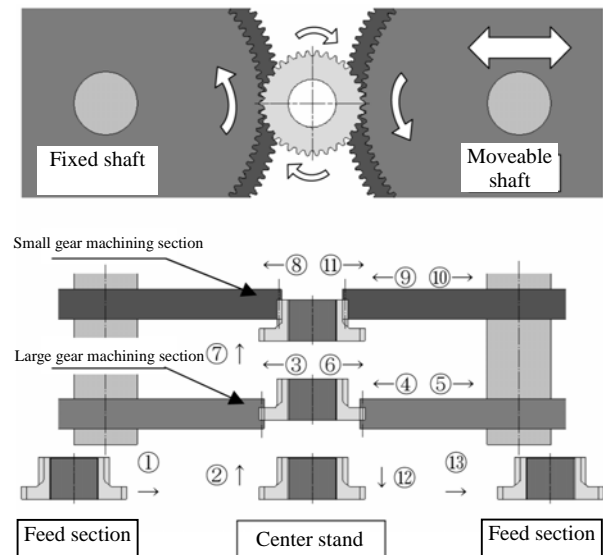 Fixed shaft
Moveable
shaft
Small gear machining section
←⑧ ⑪→
←⑨ ⑩→
⑦↑
Large gear machining section
←③ ⑥→
←④ ⑤→
①
→
②↑
↓⑫
⑬
→
Feed section
Center stand
Feed section